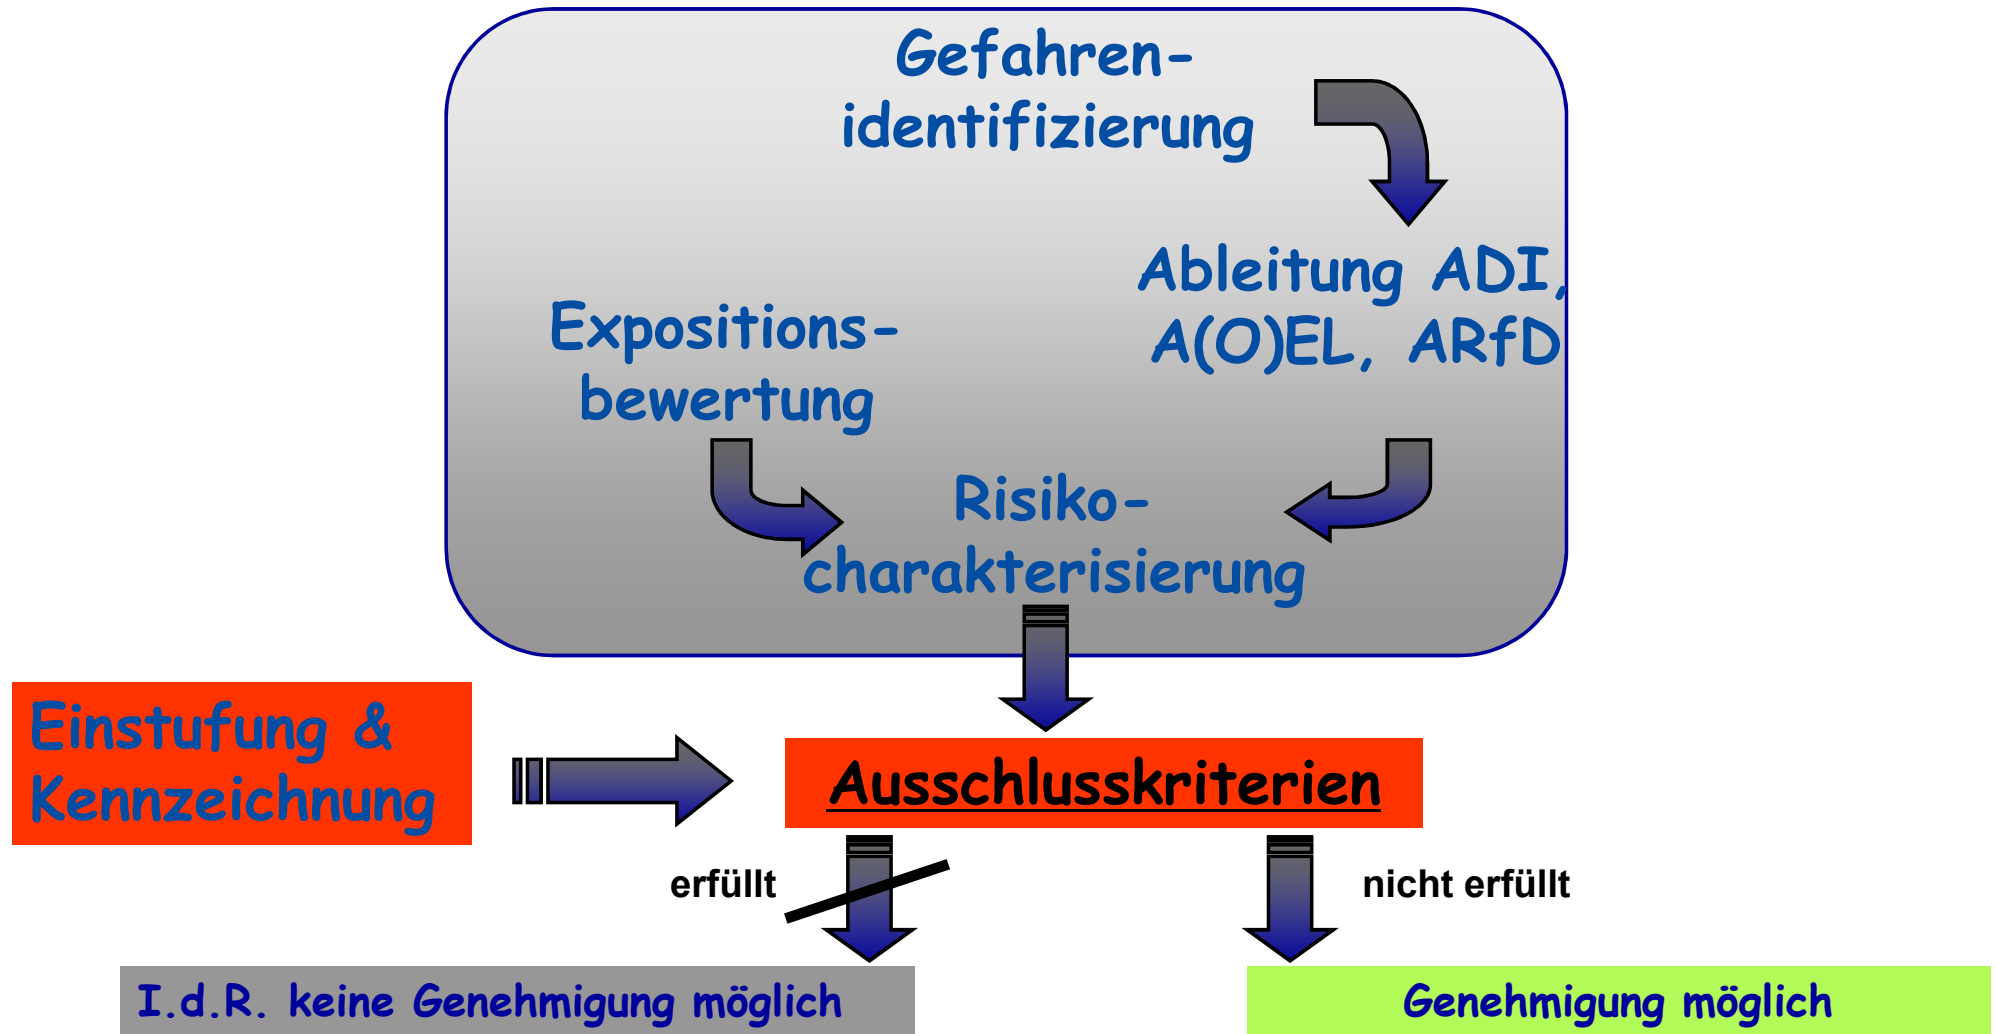 Gefahren-
identifizierung
Ableitung ADI,
A(O)EL, ARfD
Expositions-
bewertung
Risiko-
charakterisierung
Einstufung &
Kennzeichnung
Ausschlusskriterien
erfüllt
nicht erfüllt
I.d.R. keine Genehmigung möglich
Genehmigung möglich